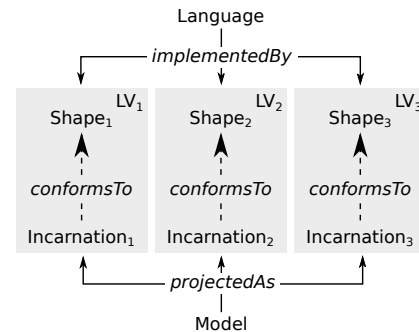 Language
implementedBy
LV₁ LV₂ LV₃
Shape₁ Shape₂ Shape₃
conformsTo conformsTo conformsTo
Incarnation₁ Incarnation₂ Incarnation₃
projectedAs
Model